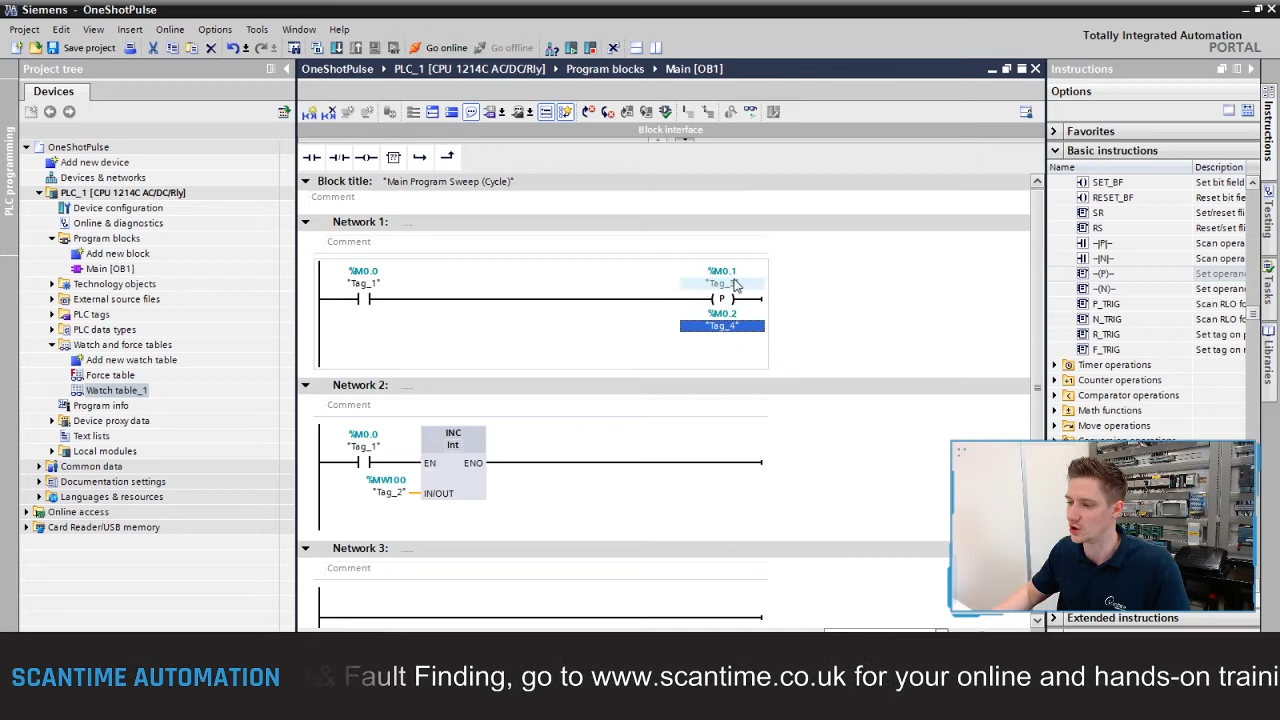 Siemens - OneShotPulse
Project Edit View Insert Online Options Tools Window Help
Totally Integrated Automation
PORTAL
Save project
Go online
Go offline
Project tree
OneShotPulse
PLC_1 [CPU 1214C AC/DC/Rly]
Program blocks
Main [OB1]
Instructions
Devices
Options
PLC programming
Block interface
OneShotPulse
Add new device
Devices & networks
PLC_1 [CPU 1214C AC/DC/Rly]
Device configuration
Online & diagnostics
Program blocks
Add new block
Main [OB1]
Technology objects
External source files
PLC tags
PLC data types
Watch and force tables
Add new watch table
Force table
Watch table_1
Program info
Device proxy data
Text lists
Local modules
Common data
Documentation settings
Languages & resources
Online access
Card Reader/USB memory
Block title: "Main Program Sweep (Cycle)"
Comment
Network 1: .....
Comment
%M0.0
"Tag_1"
%M0.1
P
%M0.2
"Tag_4"
Network 2: .....
Comment
%M0.0
"Tag_1"
INC
Int
EN ENO
%MW100
"Tag_2"
IN/OUT
Network 3: .....
Comment
Favorites
Basic instructions
Name Description
SET_BF Set bit field
RESET_BF Reset bit fi
SR Set/reset fli
RS Reset/set fli
-|P|- Scan opera
-|N|- Scan opera
-(P)- Set operan
-(N)- Set operan
P_TRIG Scan RLO fo
N_TRIG Scan RLO fo
R_TRIG Set tag on p
F_TRIG Set tag on n
Timer operations
Counter operations
Comparator operations
Math functions
Move operations
Extended instructions
Instructions
Testing
Tasks
Libraries
SCANTIME AUTOMATION
& Fault Finding, go to www.scantime.co.uk for your online and hands-on traini